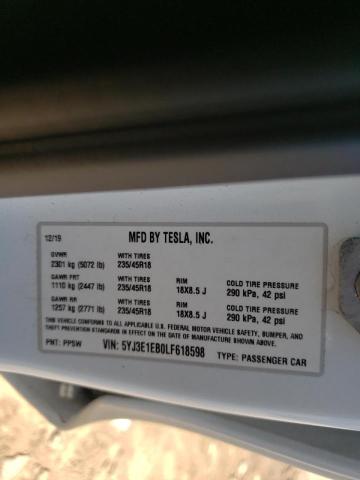 12/19 MFD BY TESLA, INC.
GVWR WITH TIRES
2301 kg (5072 lb) 235/45R18
GAWR FRT WITH TIRES RIM COLD TIRE PRESSURE
1110 kg (2447 lb) 235/45R18 18X8.5 J 290 kPa, 42 psi
GAWR RR WITH TIRES RIM COLD TIRE PRESSURE
1257 kg (2771 lb) 235/45R18 18X8.5 J 290 kPa, 42 psi
THIS VEHICLE CONFORMS TO ALL APPLICABLE U.S. FEDERAL MOTOR VEHICLE SAFETY, BUMPER, AND
THEFT PREVENTION STANDARDS IN EFFECT ON THE DATE OF MANUFACTURE SHOWN ABOVE.
PNT: PPSW VIN: 5YJ3E1EB0LF618598 TYPE: PASSENGER CAR